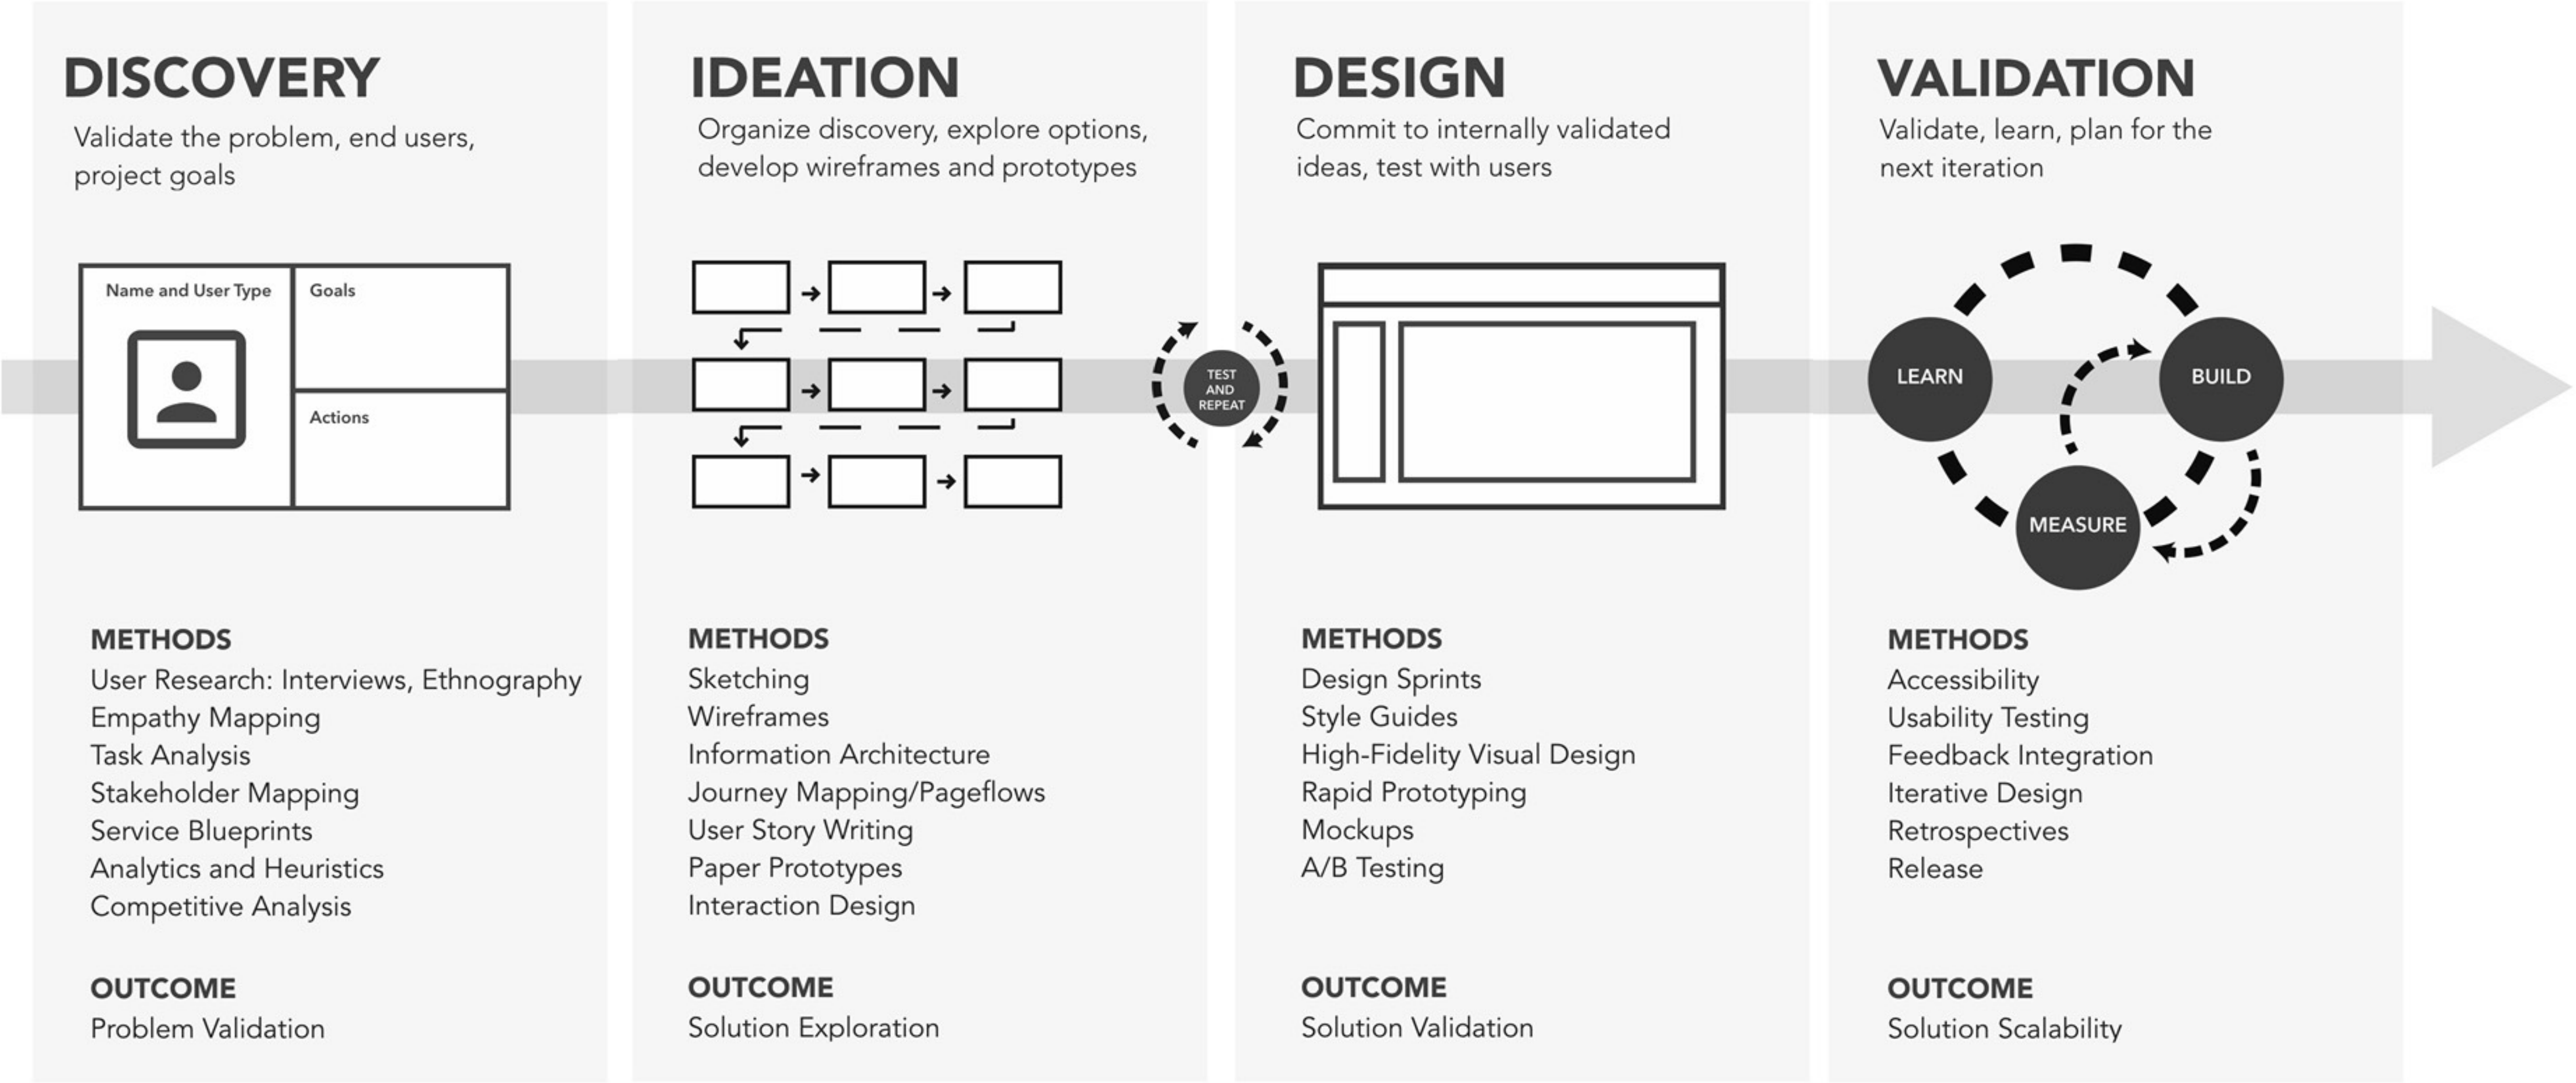 DISCOVERY
Validate the problem, end users,
project goals
Name and User Type
Goals
Actions
METHODS
User Research: Interviews, Ethnography
Empathy Mapping
Task Analysis
Stakeholder Mapping
Service Blueprints
Analytics and Heuristics
Competitive Analysis
OUTCOME
Problem Validation
IDEATION
Organize discovery, explore options,
develop wireframes and prototypes
METHODS
Sketching
Wireframes
Information Architecture
Journey Mapping/Pageflows
User Story Writing
Paper Prototypes
Interaction Design
OUTCOME
Solution Exploration
TEST
AND
REPEAT
DESIGN
Commit to internally validated
ideas, test with users
METHODS
Design Sprints
Style Guides
High-Fidelity Visual Design
Rapid Prototyping
Mockups
A/B Testing
OUTCOME
Solution Validation
VALIDATION
Validate, learn, plan for the
next iteration
LEARN
BUILD
MEASURE
METHODS
Accessibility
Usability Testing
Feedback Integration
Iterative Design
Retrospectives
Release
OUTCOME
Solution Scalability